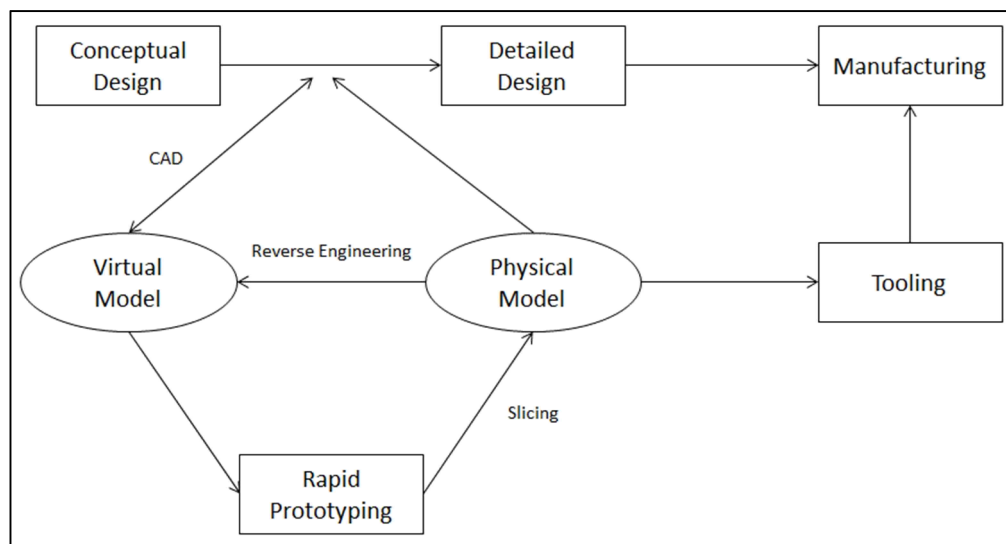 Conceptual
Design
Detailed
Design
Manufacturing
CAD
Reverse Engineering
Virtual
Model
Physical
Model
Tooling
Slicing
Rapid
Prototyping